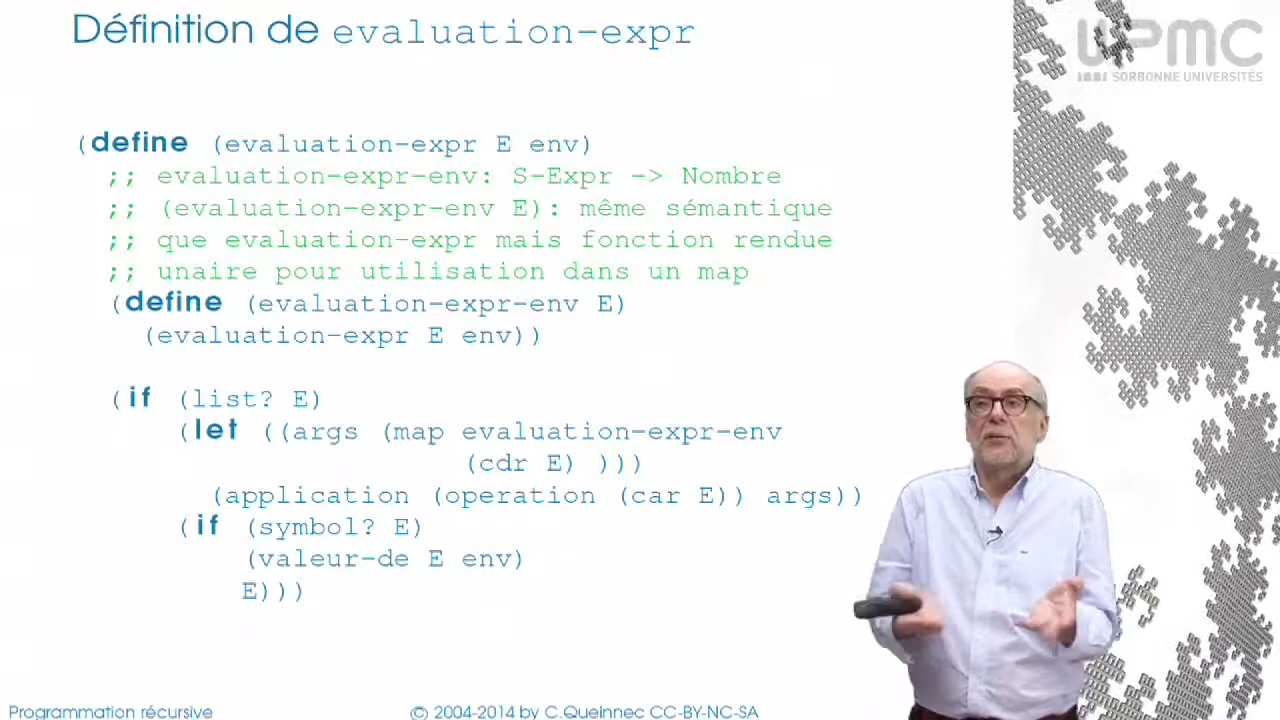 Définition de evaluation-expr
UPMC
SORBONNE UNIVERSITÉS
(define (evaluation-expr E env)
;; evaluation-expr-env: S-Expr -> Nombre
;; (evaluation-expr-env E): même sémantique
;; que evaluation-expr mais fonction rendue
;; unaire pour utilisation dans un map
(define (evaluation-expr-env E)
(evaluation-expr E env))
(if (list? E)
(let ((args (map evaluation-expr-env
(cdr E) )))
(application (operation (car E)) args))
(if (symbol? E)
(valeur-de E env)
E)))
Programmation récursive
© 2004-2014 by C.Queinnec CC-BY-NC-SA